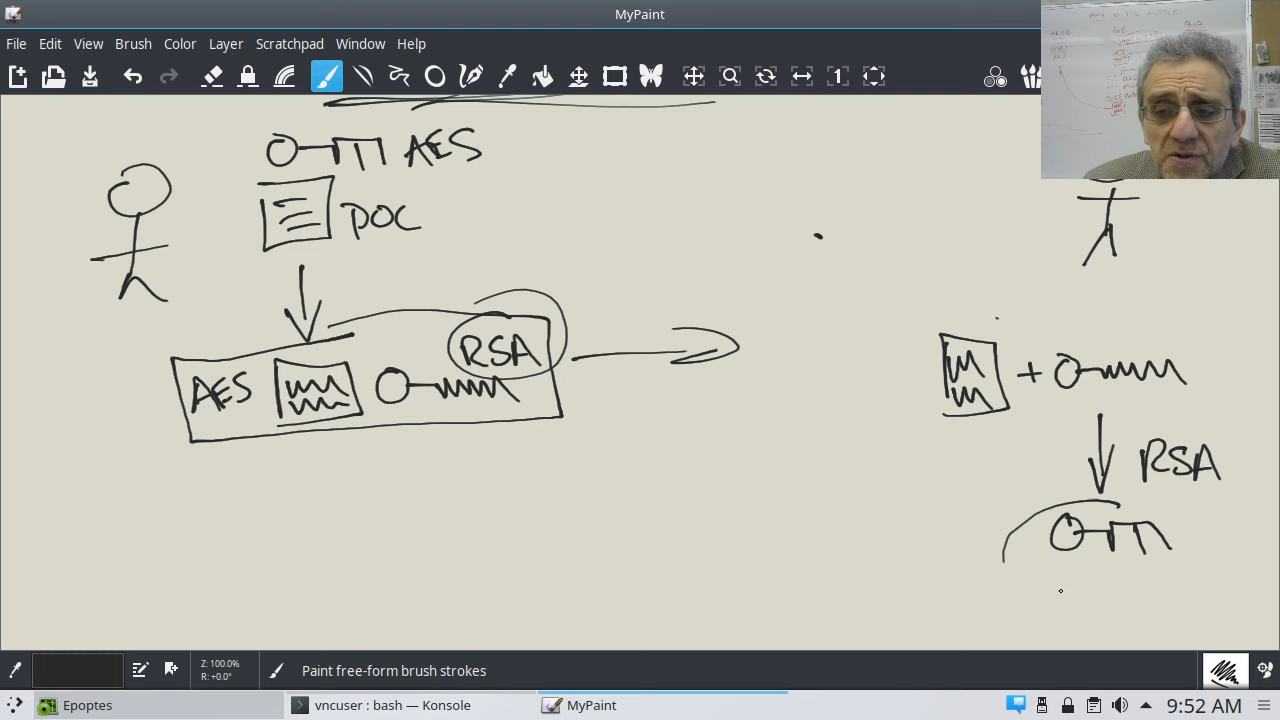 MyPaint
File Edit View Brush Color Layer Scratchpad Window Help
1
AES
DOC
AES
RSA
+
RSA
Z: 100.0%
R: +0.0°
Paint free-form brush strokes
Epoptes
vncuser : bash — Konsole
MyPaint
9:52 AM